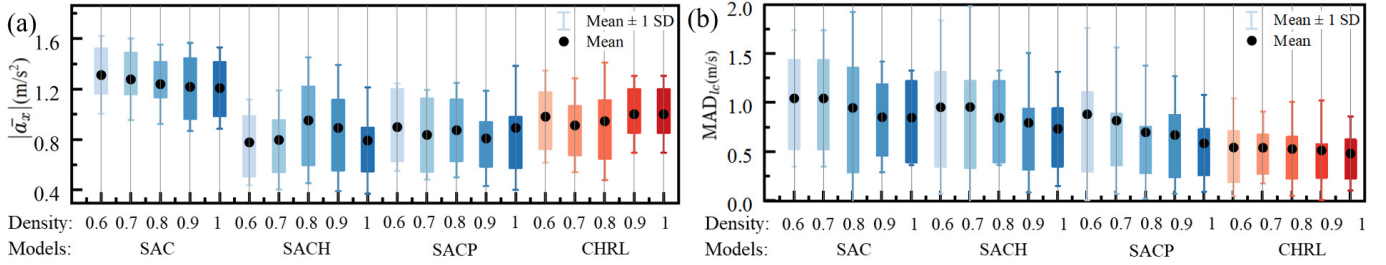 (a)
|āₓ|(m/s²)
1.6
1.2
0.8
0.4
Mean ± 1 SD
Mean
Density: 0.6 0.7 0.8 0.9 1 0.6 0.7 0.8 0.9 1 0.6 0.7 0.8 0.9 1 0.6 0.7 0.8 0.9 1
Models: SAC SACH SACP CHRL
(b)
MAD_lc(m/s)
2.0
1.5
1.0
0.5
0.0
Mean ± 1 SD
Mean
Density: 0.6 0.7 0.8 0.9 1 0.6 0.7 0.8 0.9 1 0.6 0.7 0.8 0.9 1 0.6 0.7 0.8 0.9 1
Models: SAC SACH SACP CHRL